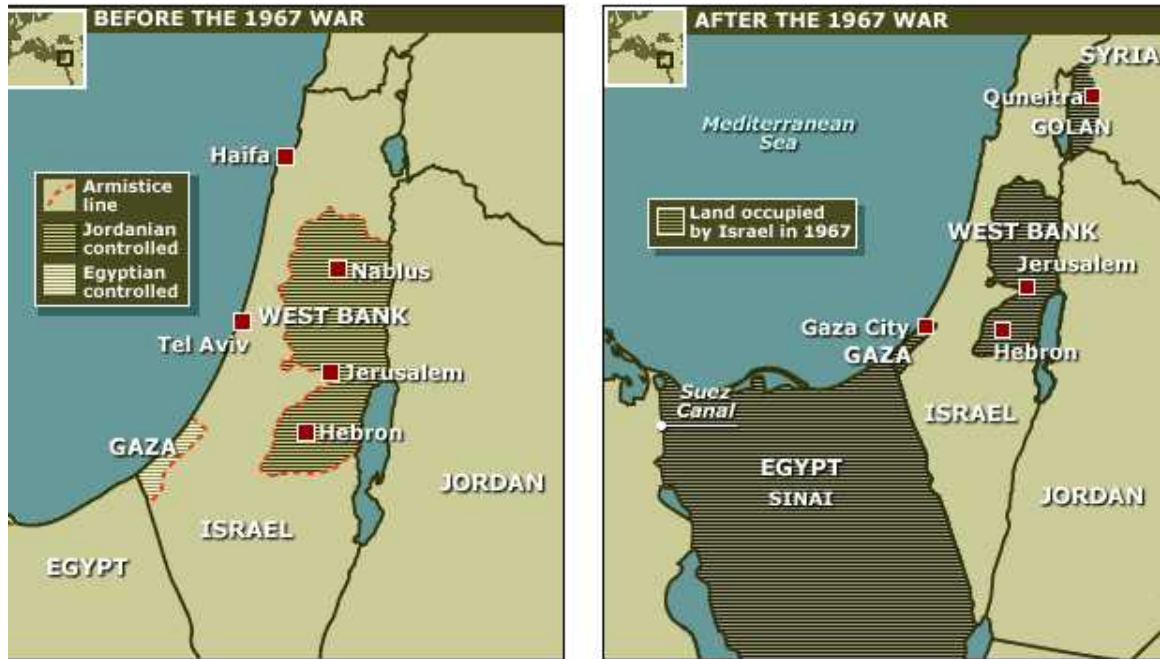 BEFORE THE 1967 WAR
Haifa
Armistice
line
Jordanian
controlled
Egyptian
controlled
Nablus
WEST BANK
Tel Aviv
Jerusalem
Hebron
GAZA
JORDAN
ISRAEL
EGYPT
AFTER THE 1967 WAR
SYRIA
Quneitra
GOLAN
Mediterranean
Sea
Land occupied
by Israel in 1967
WEST BANK
Jerusalem
Gaza City
GAZA
Hebron
Suez
Canal
ISRAEL
EGYPT
SINAI
JORDAN